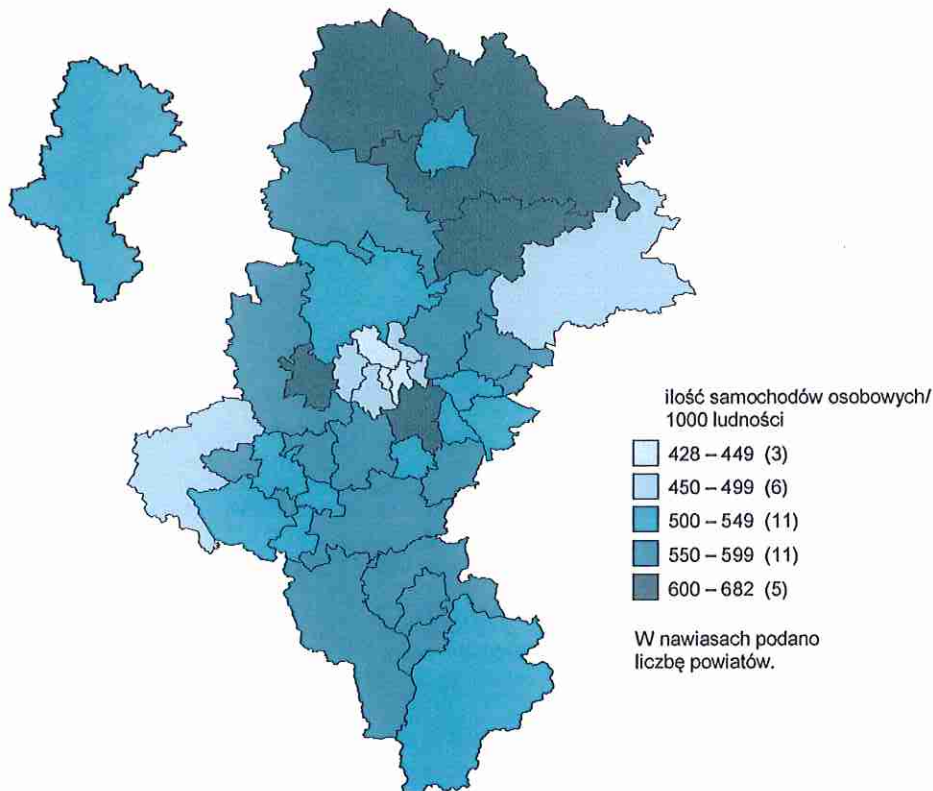 ilość samochodów osobowych/
1000 ludności
428 – 449 (3)
450 – 499 (6)
500 – 549 (11)
550 – 599 (11)
600 – 682 (5)
W nawiasach podano
liczbę powiatów.